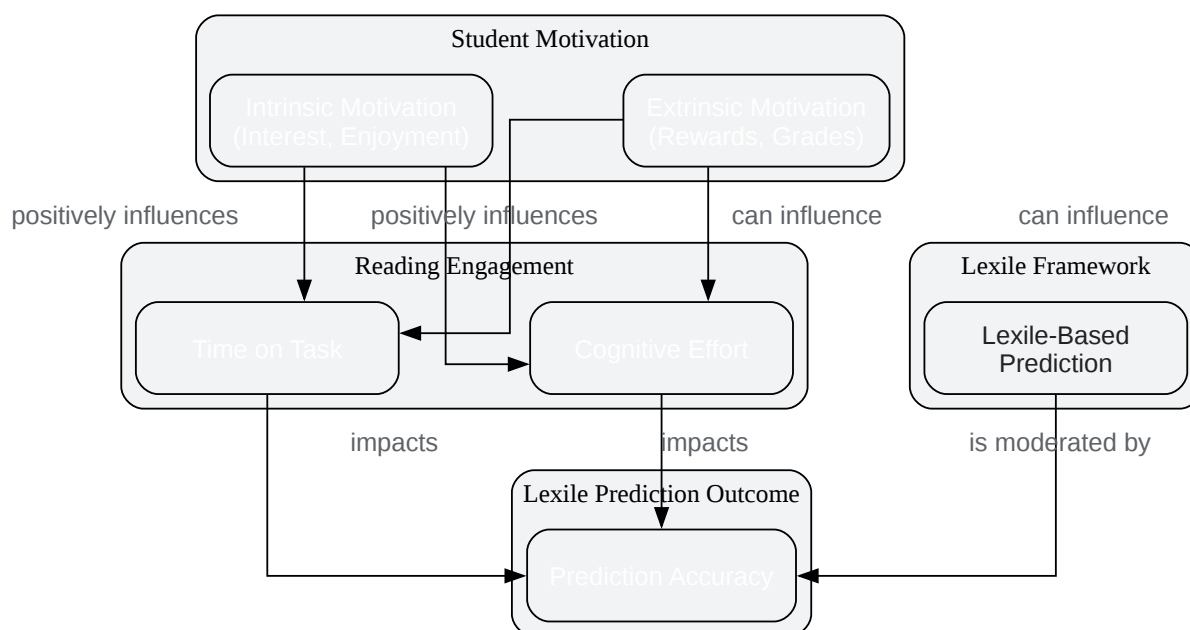 Student Motivation
Intrinsic Motivation
(Interest, Enjoyment)
Extrinsic Motivation
(Rewards, Grades)
positively influences
positively influences
can influence
can influence
Reading Engagement
Lexile Framework
Time on Task
Cognitive Effort
Lexile-Based
Prediction
impacts
impacts
is moderated by
Lexile Prediction Outcome
Prediction Accuracy